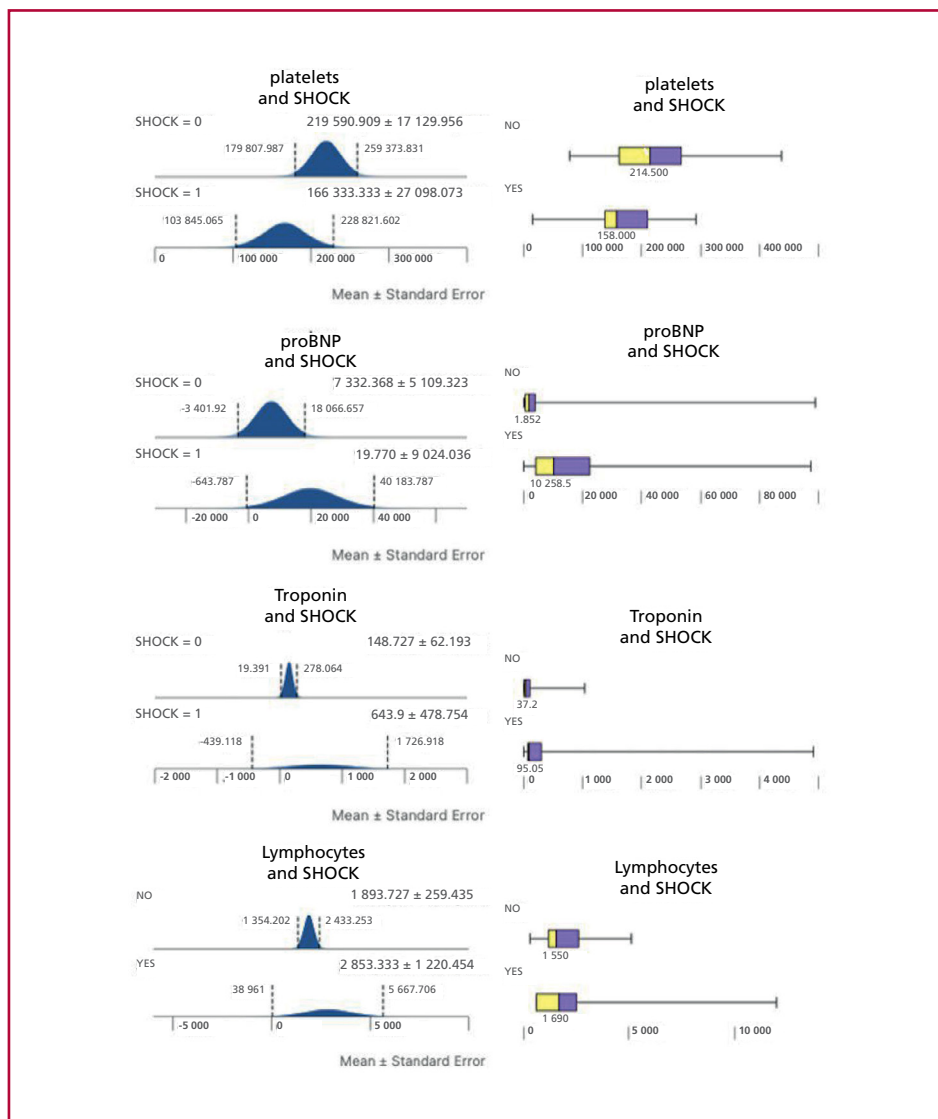 platelets
and SHOCK
SHOCK = 0
219 590.909 ± 17 129.956
179 807.987
259 373.831
SHOCK = 1
166 333.333 ± 27 098.073
103 845.065
228 821.602
0
100 000
200 000
300 000
Mean ± Standard Error
platelets
and SHOCK
NO
214.500
YES
158.000
0
100 000
200 000
300 000
400 000
proBNP
and SHOCK
SHOCK = 0
7 332.368 ± 5 109.323
-3 401.92
18 066.657
SHOCK = 1
19.770 ± 9 024.036
-643.787
40 183.787
-20 000
0
20 000
40 000
Mean ± Standard Error
proBNP
and SHOCK
NO
1.852
YES
10 258.5
0
20 000
40 000
60 000
80 000
Troponin
and SHOCK
SHOCK = 0
148.727 ± 62.193
19.391
278.064
SHOCK = 1
643.9 ± 478.754
-439.118
1 726.918
-2 000
-1 000
0
1 000
2 000
Mean ± Standard Error
Troponin
and SHOCK
NO
37.2
YES
95.05
0
1 000
2 000
3 000
4 000
Lymphocytes
and SHOCK
NO
1 893.727 ± 259.435
1 354.202
2 433.253
YES
2 853.333 ± 1 220.454
38 961
5 667.706
-5 000
0
5 000
Mean ± Standard Error
Lymphocytes
and SHOCK
NO
1 550
YES
1 690
0
5 000
10 000